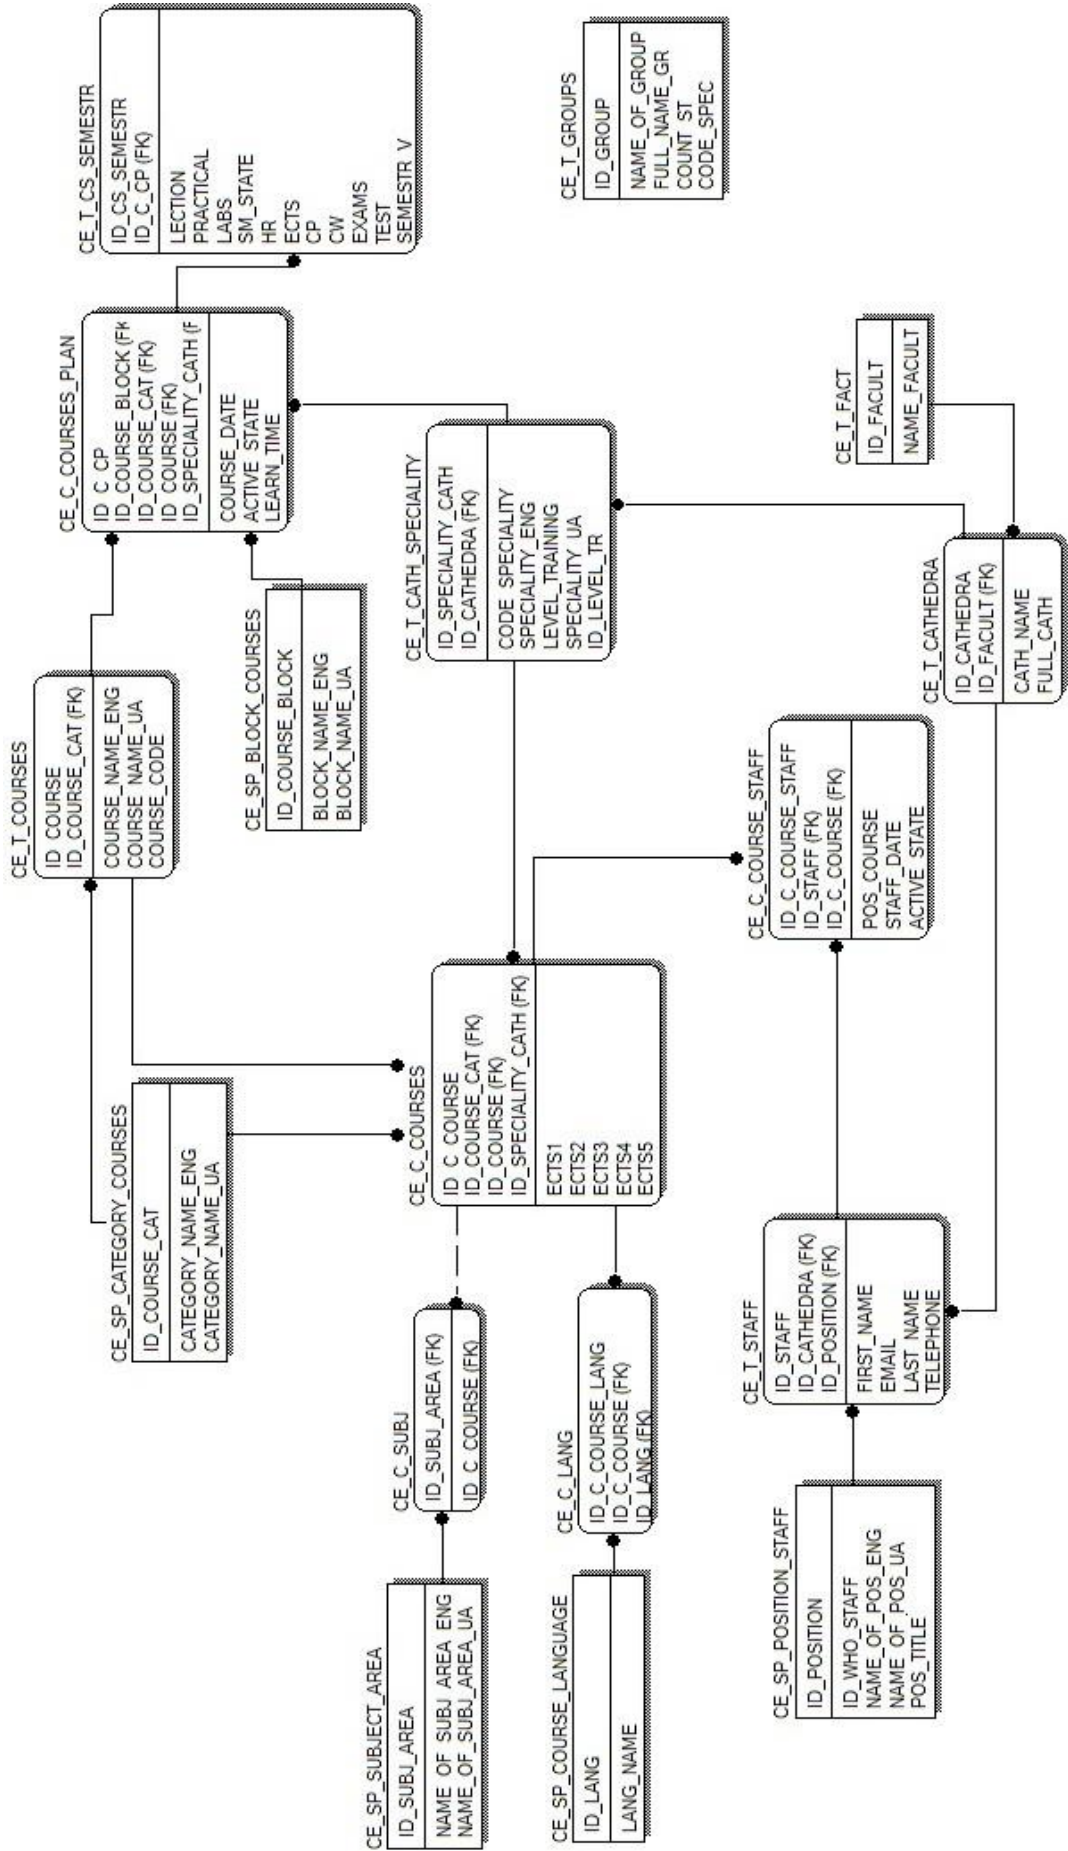 CE_T_COURSES
ID_COURSE
ID_COURSE_CAT (FK)
COURSE_NAME_ENG
COURSE_NAME_UA
COURSE_CODE
CE_C_COURSES_PLAN
ID_C_CP
ID_COURSE_BLOCK (FK
ID_COURSE_CAT (FK)
ID_COURSE (FK)
ID_SPECIALITY_CATH (F
COURSE_DATE
ACTIVE_STATE
LEARN_TIME
CE_T_CS_SEMESTR
ID_CS_SEMESTR
ID_C_CP (FK)
LECTION
PRACTICAL
LABS
SM_STATE
HR
ECTS
CP
CW
EXAMS
TEST
SEMESTR_V
CE_SP_CATEGORY_COURSES
ID_COURSE_CAT
CATEGORY_NAME_ENG
CATEGORY_NAME_UA
CE_SP_BLOCK_COURSES
ID_COURSE_BLOCK
BLOCK_NAME_ENG
BLOCK_NAME_UA
CE_SP_SUBJECT_AREA
ID_SUBJ_AREA
NAME_OF_SUBJ_AREA_ENG
NAME_OF_SUBJ_AREA_UA
CE_C_SUBJ
ID_SUBJ_AREA (FK)
ID_C_COURSE (FK)
CE_C_COURSES
ID_C_COURSE
ID_COURSE_CAT (FK)
ID_COURSE (FK)
ID_SPECIALITY_CATH (FK)
ECTS1
ECTS2
ECTS3
ECTS4
ECTS5
CE_T_CATH_SPECIALITY
ID_SPECIALITY_CATH
ID_CATHEDRA (FK)
CODE_SPECIALITY
SPECIALITY_ENG
LEVEL_TRAINING
SPECIALITY_UA
ID_LEVEL_TR
CE_SP_COURSE_LANGUAGE
ID_LANG
LANG_NAME
CE_C_LANG
ID_C_COURSE_LANG
ID_C_COURSE (FK)
ID_LANG (FK)
CE_T_GROUPS
ID_GROUP
NAME_OF_GROUP
FULL_NAME_GR
COUNT_ST
CODE_SPEC
CE_SP_POSITION_STAFF
ID_POSITION
ID_WHO_STAFF
NAME_OF_POS_ENG
NAME_OF_POS_UA
POS_TITLE
CE_T_STAFF
ID_STAFF
ID_CATHEDRA (FK)
ID_POSITION (FK)
FIRST_NAME
EMAIL
LAST_NAME
TELEPHONE
CE_C_COURSE_STAFF
ID_C_COURSE_STAFF
ID_STAFF (FK)
ID_C_COURSE (FK)
POS_COURSE
STAFF_DATE
ACTIVE_STATE
CE_T_FACT
ID_FACULT
NAME_FACULT
CE_T_CATHEDRA
ID_CATHEDRA
ID_FACULT (FK)
CATH_NAME
FULL_CATH